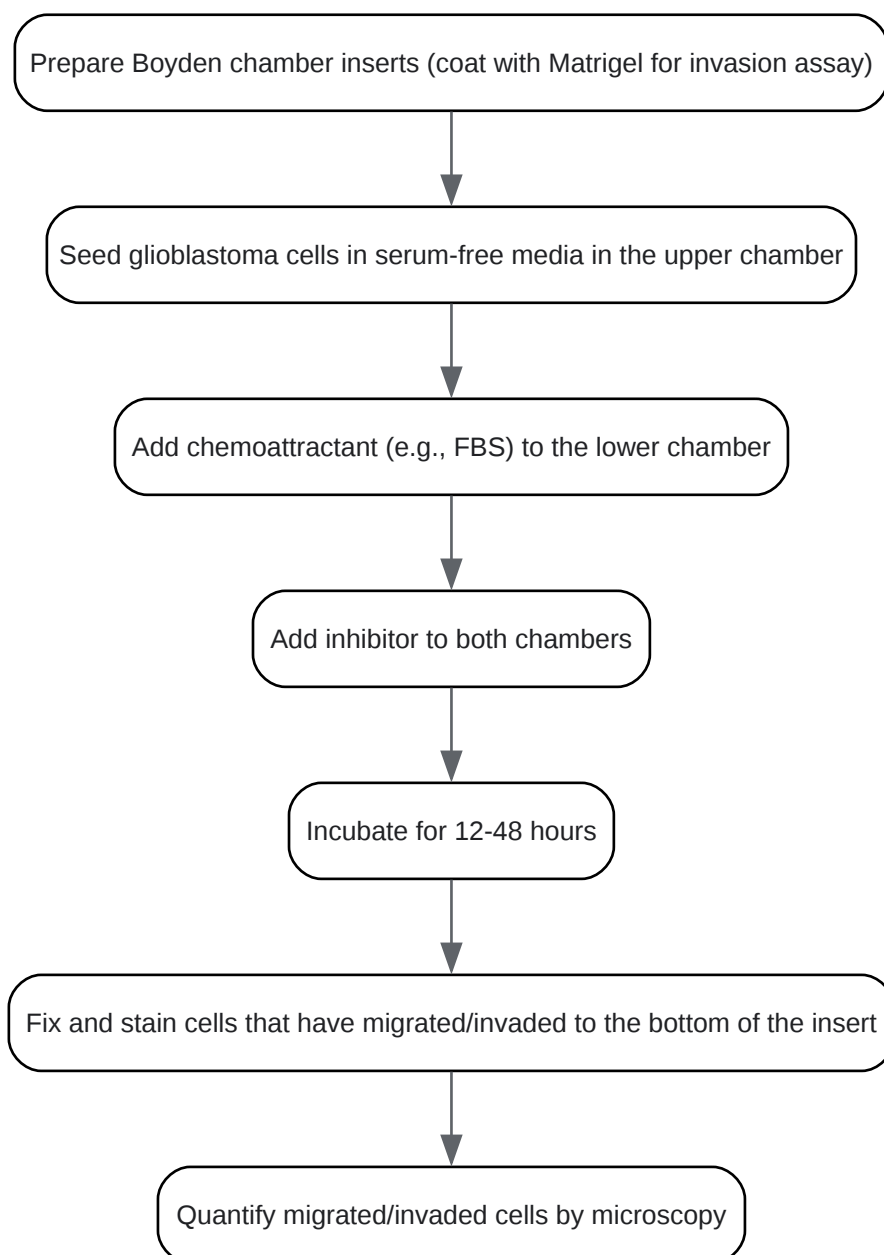 Prepare Boyden chamber inserts (coat with Matrigel for invasion assay)
Seed glioblastoma cells in serum-free media in the upper chamber
Add chemoattractant (e.g., FBS) to the lower chamber
Add inhibitor to both chambers
Incubate for 12-48 hours
Fix and stain cells that have migrated/invaded to the bottom of the insert
Quantify migrated/invaded cells by microscopy